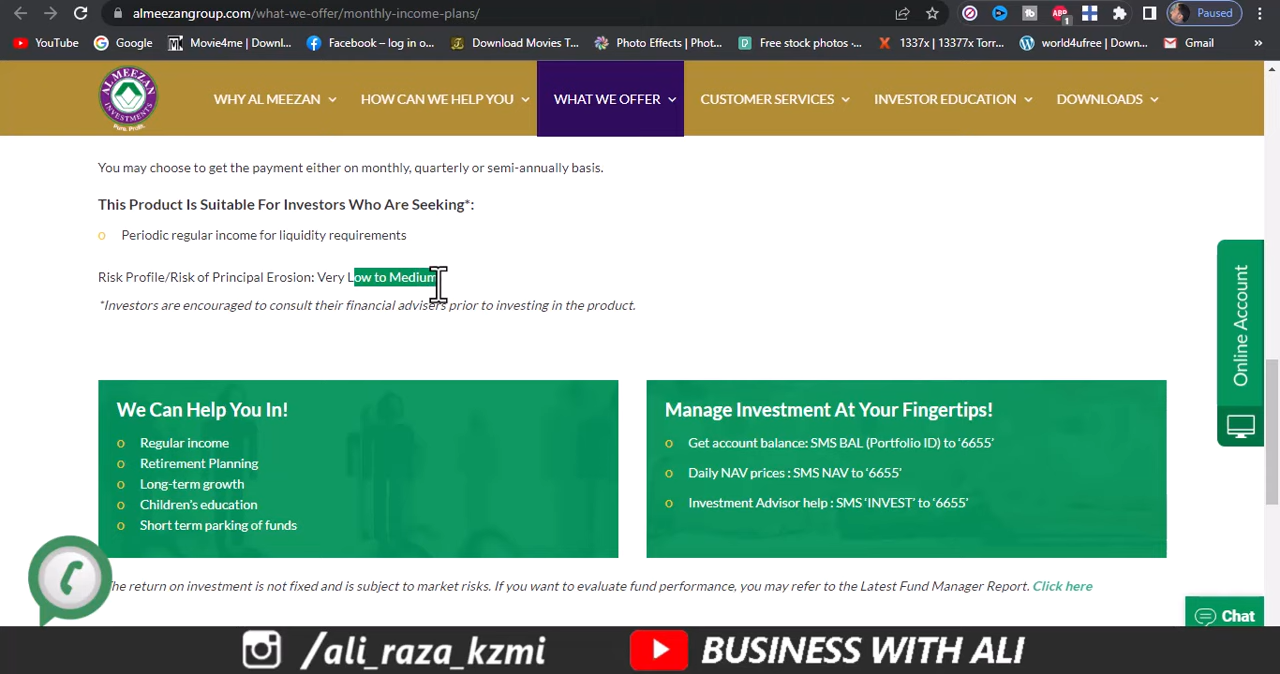 almeezangroup.com/what-we-offer/monthly-income-plans/
Paused
YouTube
Google
Movie4me | Downl...
Facebook – log in o...
Download Movies T...
Photo Effects | Phot...
Free stock photos -...
1337x | 13377x Torr...
world4ufree | Down...
Gmail
»
AL MEEZAN
INVESTMENTS
WHY AL MEEZAN
HOW CAN WE HELP YOU
WHAT WE OFFER
CUSTOMER SERVICES
INVESTOR EDUCATION
DOWNLOADS
You may choose to get the payment either on monthly, quarterly or semi-annually basis.
This Product Is Suitable For Investors Who Are Seeking*:
Periodic regular income for liquidity requirements
Risk Profile/Risk of Principal Erosion: Very Low to Medium
*Investors are encouraged to consult their financial advisers prior to investing in the product.
Online Account
We Can Help You In!
Regular income
Retirement Planning
Long-term growth
Children's education
Short term parking of funds
Manage Investment At Your Fingertips!
Get account balance: SMS BAL (Portfolio ID) to '6655'
Daily NAV prices : SMS NAV to '6655'
Investment Advisor help : SMS 'INVEST' to '6655'
he return on investment is not fixed and is subject to market risks. If you want to evaluate fund performance, you may refer to the Latest Fund Manager Report. Click here
Chat
/ali_raza_kzmi
BUSINESS WITH ALI